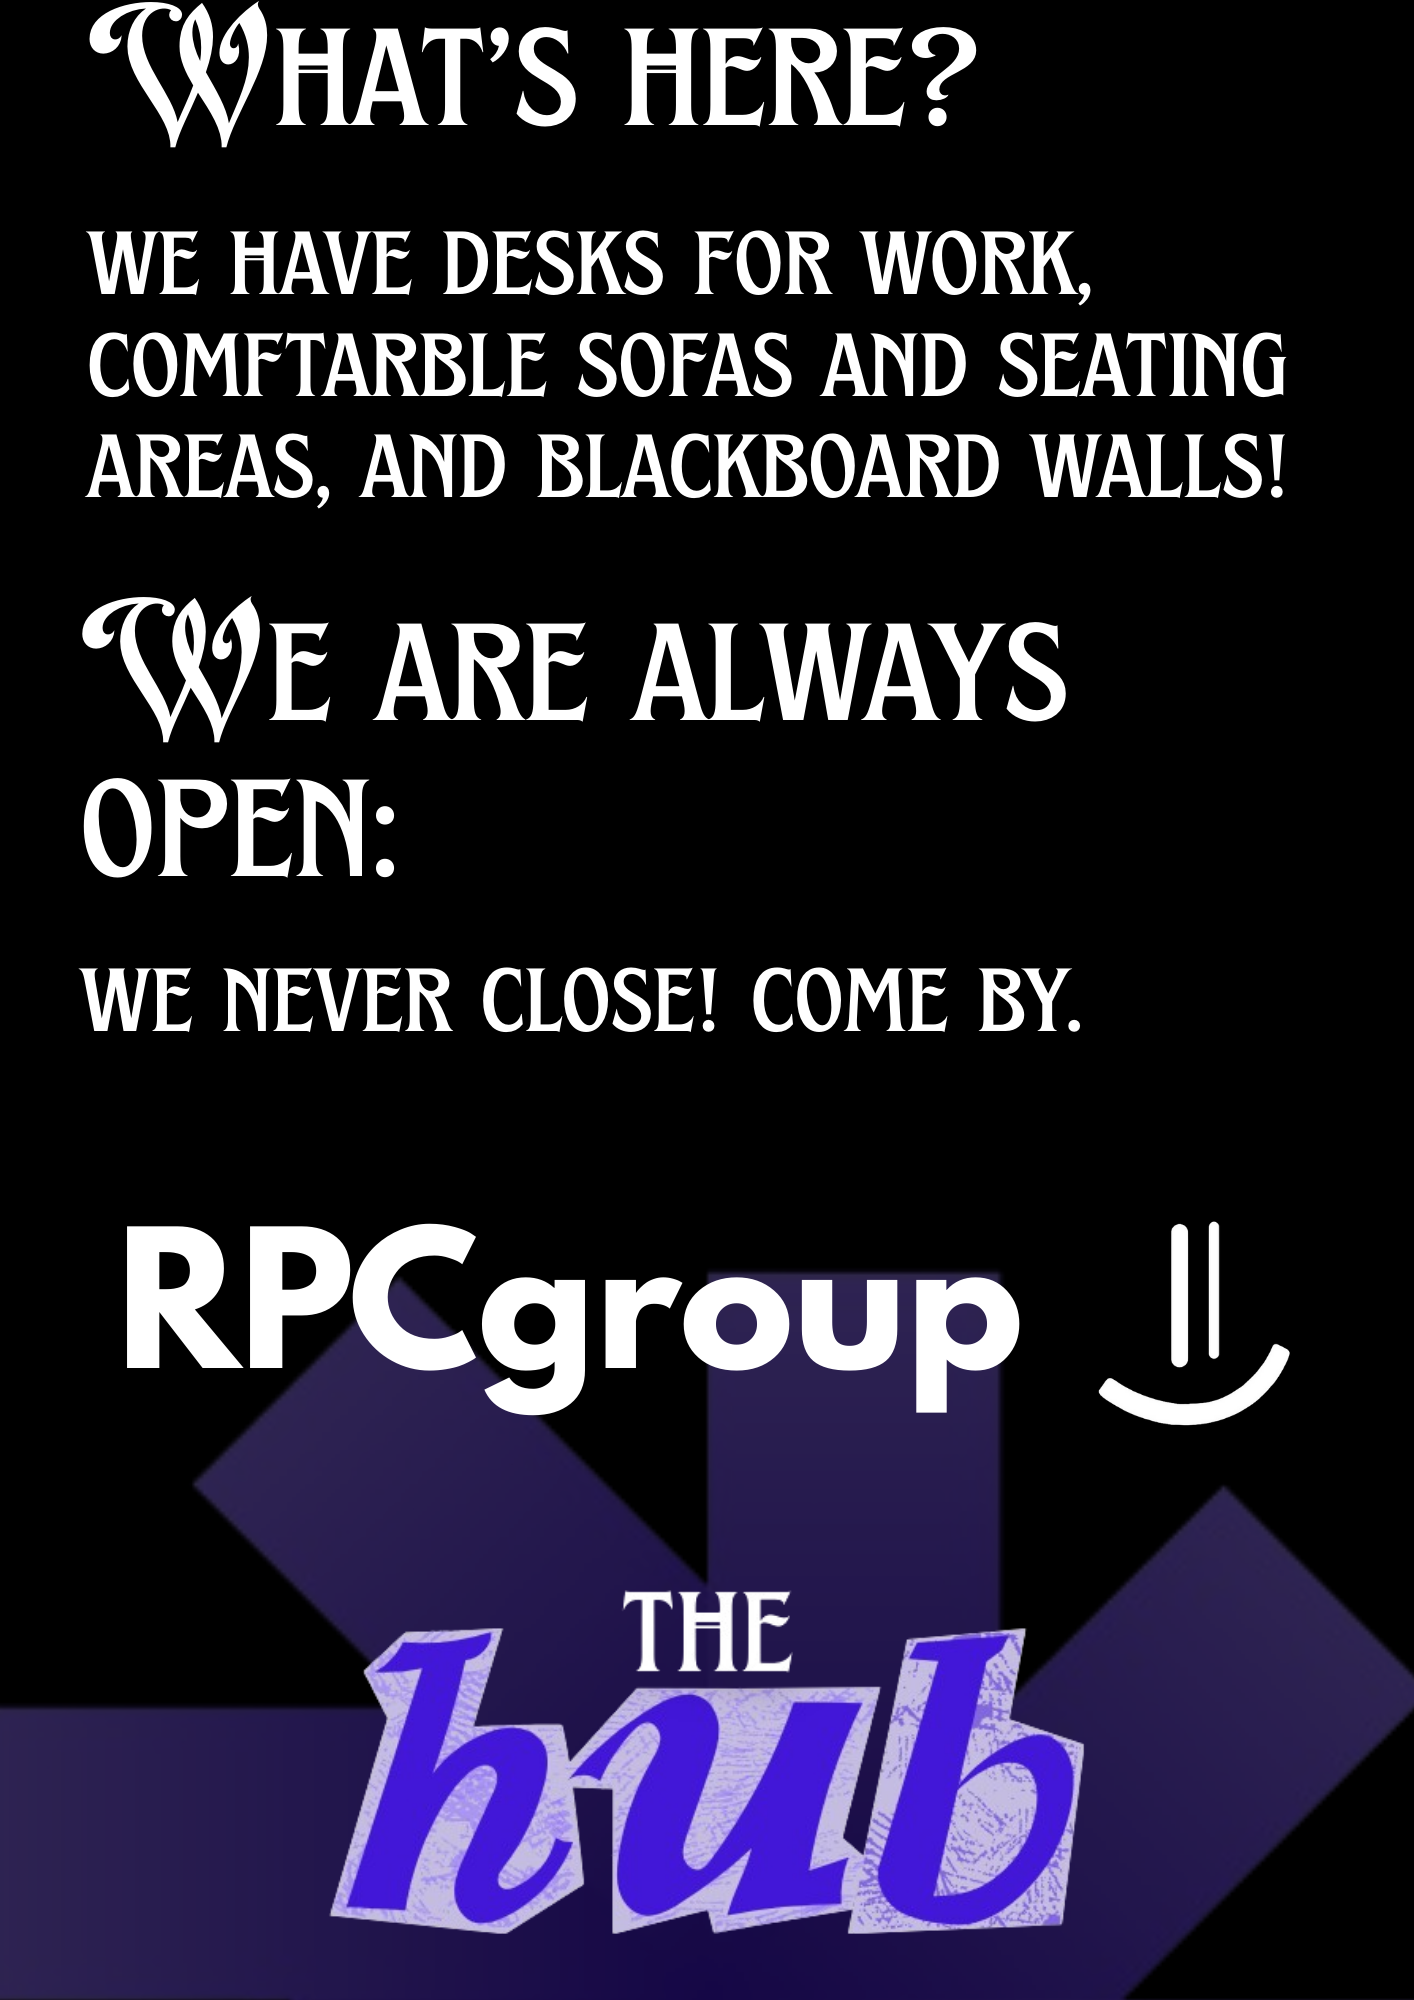 What's here?
We have desks for work,
comftarble sofas and seating
areas, and blackboard walls!
We are always
open:
We never close! Come by.
RPCgroup
THE
hub